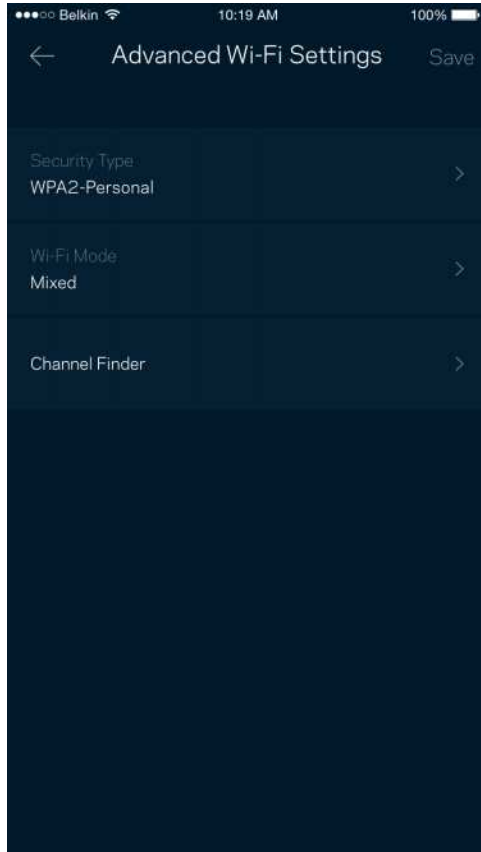 Belkin 10:19 AM 100%
Advanced Wi-Fi Settings Save
Security Type
WPA2-Personal
Wi-Fi Mode
Mixed
Channel Finder